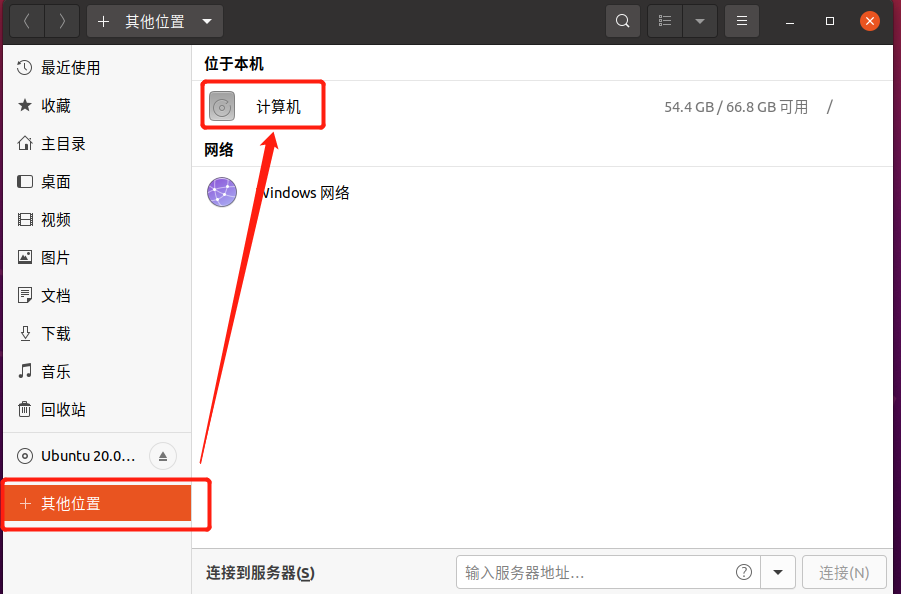 其他位置
最近使用
收藏
主目录
桌面
视频
图片
文档
下载
音乐
回收站
Ubuntu 20.0…
其他位置
位于本机
计算机 54.4 GB / 66.8 GB 可用 /
网络
Windows 网络
连接到服务器(S) 输入服务器地址… 连接(N)